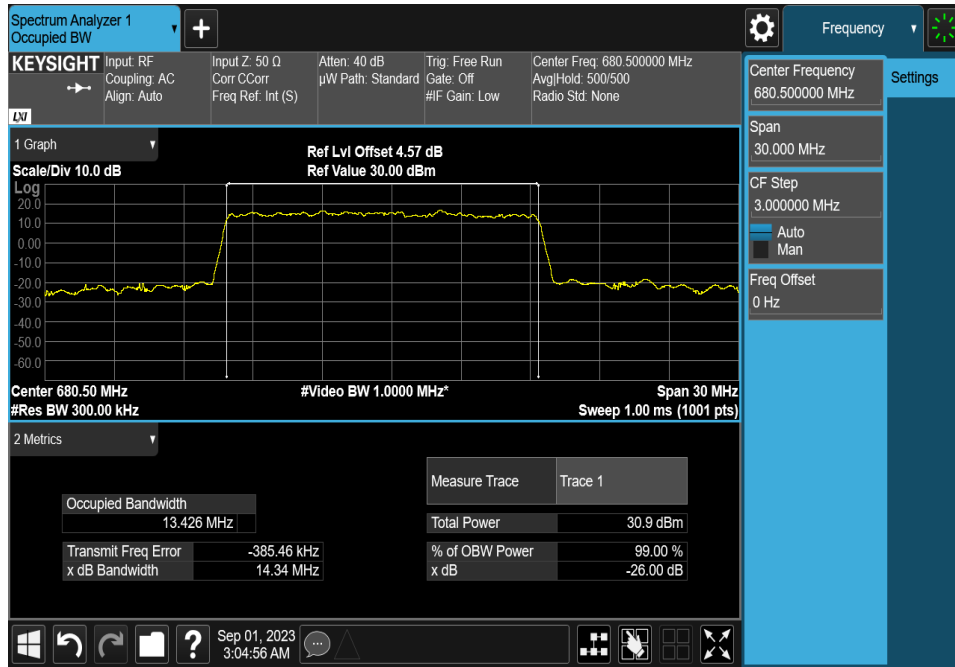 Spectrum Analyzer 1
Occupied BW
+
Frequency
KEYSIGHT
Input: RF
Coupling: AC
Align: Auto
Input Z: 50 Ω
Corr CCorr
Freq Ref: Int (S)
Atten: 40 dB
µW Path: Standard
Trig: Free Run
Gate: Off
#IF Gain: Low
Center Freq: 680.500000 MHz
Avg|Hold: 500/500
Radio Std: None
LXI
Center Frequency
680.500000 MHz
Settings
Span
30.000 MHz
CF Step
3.000000 MHz
Auto
Man
Freq Offset
0 Hz
1 Graph
Scale/Div 10.0 dB
Ref Lvl Offset 4.57 dB
Ref Value 30.00 dBm
Log
20.0
10.0
0.00
-10.0
-20.0
-30.0
-40.0
-50.0
-60.0
Center 680.50 MHz
#Video BW 1.0000 MHz*
Span 30 MHz
#Res BW 300.00 kHz
Sweep 1.00 ms (1001 pts)
2 Metrics
Measure Trace Trace 1
Occupied Bandwidth
13.426 MHz
Total Power 30.9 dBm
Transmit Freq Error -385.46 kHz
% of OBW Power 99.00 %
x dB Bandwidth 14.34 MHz
x dB -26.00 dB
?
Sep 01, 2023
3:04:56 AM